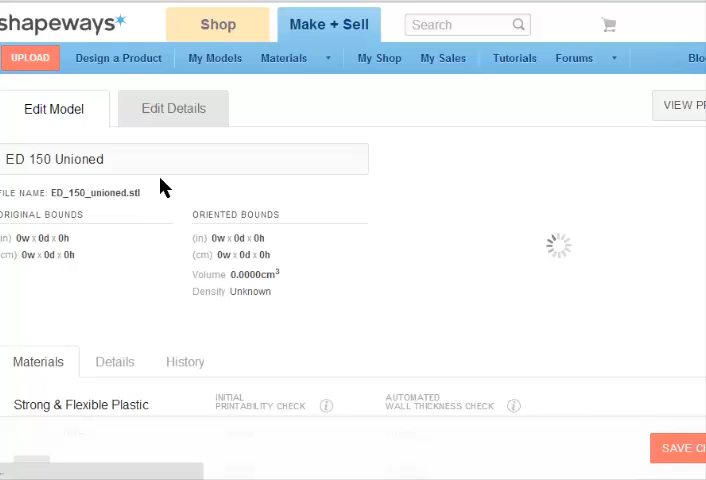 shapeways
Shop
Make + Sell
Search
UPLOAD
Design a Product
My Models
Materials
My Shop
My Sales
Tutorials
Forums
Blo
Edit Model
Edit Details
VIEW PR
ED 150 Unioned
FILE NAME: ED_150_unioned.stl
ORIGINAL BOUNDS
ORIENTED BOUNDS
(in) 0w x 0d x 0h
(in) 0w x 0d x 0h
(cm) 0w x 0d x 0h
(cm) 0w x 0d x 0h
Volume 0.0000cm³
Density Unknown
Materials
Details
History
Strong & Flexible Plastic
INITIAL
PRINTABILITY CHECK
AUTOMATED
WALL THICKNESS CHECK
SAVE